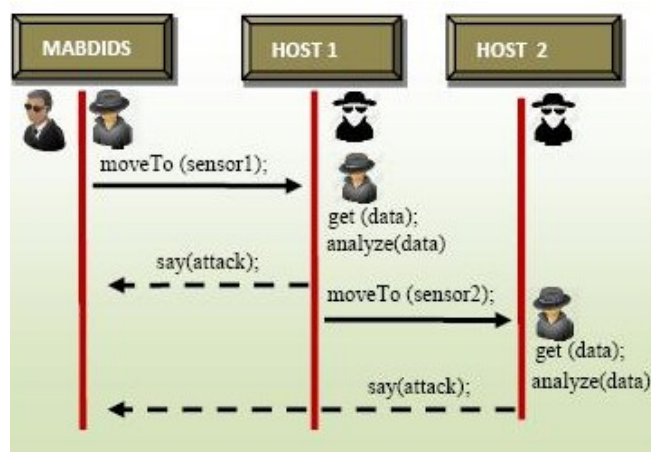 MABDIDS
HOST 1
HOST 2
moveTo (sensor1);
get (data);
analyze(data)
say(attack);
moveTo (sensor2);
get (data);
analyze(data)
say(attack);